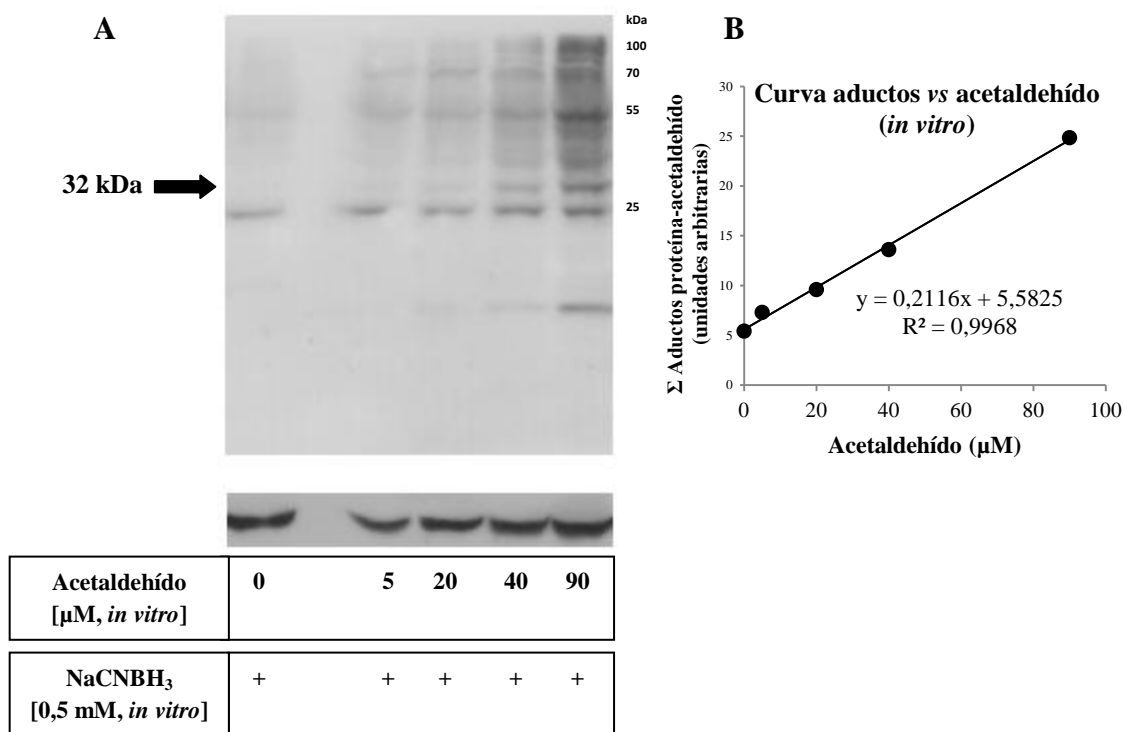 A
kDa
100
70
55
32 kDa
25
B
Curva aductos vs acetaldehído
(in vitro)
Σ Aductos proteína-acetaldehído
(unidades arbitrarias)
30
25
20
15
10
5
0
y = 0,2116x + 5,5825
R² = 0,9968
0 20 40 60 80 100
Acetaldehído (µM)
Acetaldehído
[µM, in vitro]
0 5 20 40 90
NaCNBH₃
[0,5 mM, in vitro]
+ + + + +